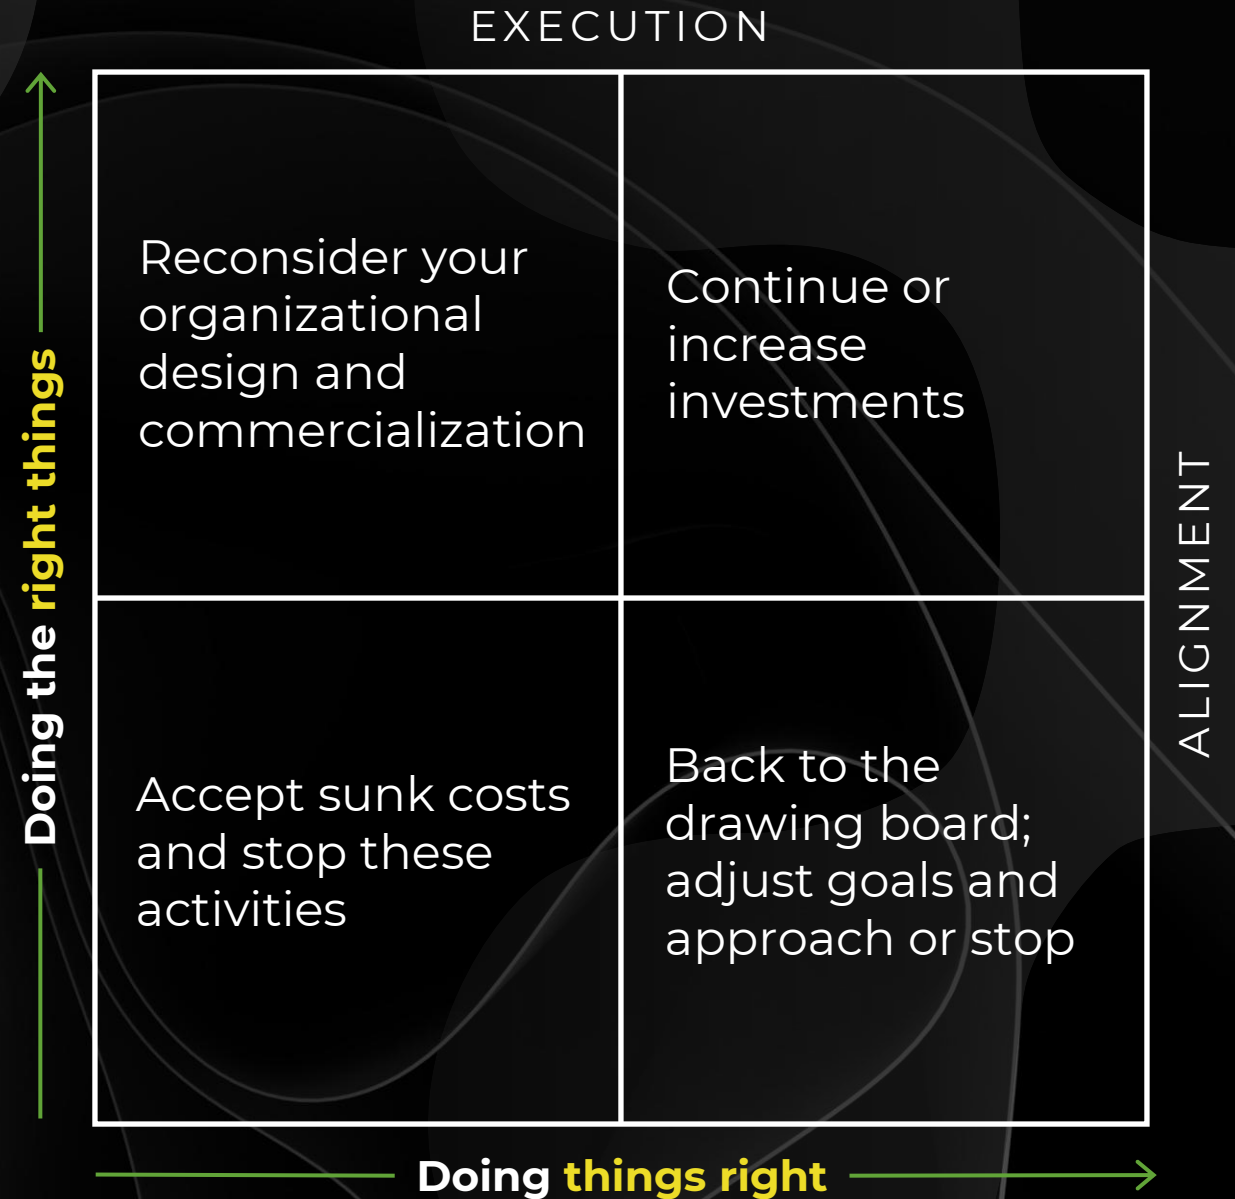 EXECUTION
Reconsider your
organizational
design and
commercialization
Continue or
increase
investments
Doing the right things
ALIGNMENT
Accept sunk costs
and stop these
activities
Back to the
drawing board;
adjust goals and
approach or stop
Doing things right